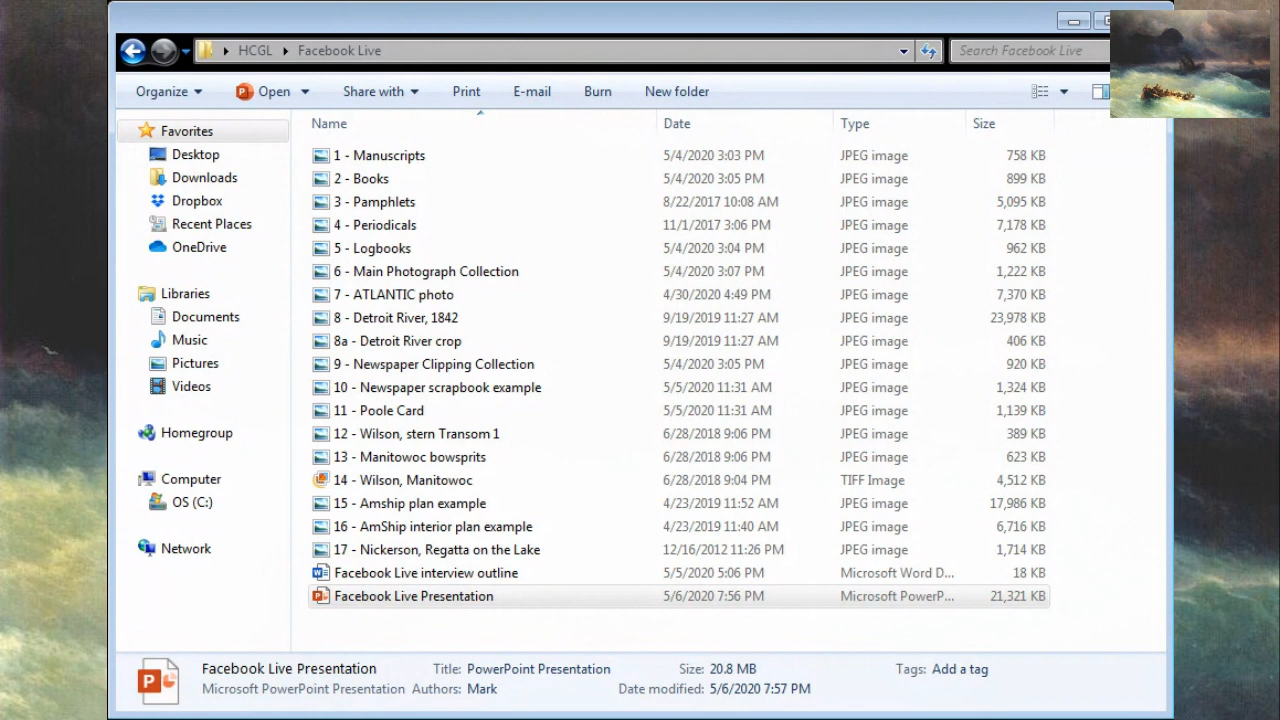 HCGL Facebook Live Search Facebook Live
Organize Open Share with Print E-mail Burn New folder
Name Date Type Size
Favorites
Desktop
Downloads
Dropbox
Recent Places
OneDrive
Libraries
Documents
Music
Pictures
Videos
Homegroup
Computer
OS (C:)
Network
1 - Manuscripts 5/4/2020 3:03 PM JPEG image 758 KB
2 - Books 5/4/2020 3:05 PM JPEG image 899 KB
3 - Pamphlets 8/22/2017 10:08 AM JPEG image 5,095 KB
4 - Periodicals 11/1/2017 3:06 PM JPEG image 7,178 KB
5 - Logbooks 5/4/2020 3:04 PM JPEG image 962 KB
6 - Main Photograph Collection 5/4/2020 3:07 PM JPEG image 1,222 KB
7 - ATLANTIC photo 4/30/2020 4:49 PM JPEG image 7,370 KB
8 - Detroit River, 1842 9/19/2019 11:27 AM JPEG image 23,978 KB
8a - Detroit River crop 9/19/2019 11:27 AM JPEG image 406 KB
9 - Newspaper Clipping Collection 5/4/2020 3:05 PM JPEG image 920 KB
10 - Newspaper scrapbook example 5/5/2020 11:31 AM JPEG image 1,324 KB
11 - Poole Card 5/5/2020 11:31 AM JPEG image 1,139 KB
12 - Wilson, stern Transom 1 6/28/2018 9:06 PM JPEG image 389 KB
13 - Manitowoc bowsprits 6/28/2018 9:06 PM JPEG image 623 KB
14 - Wilson, Manitowoc 6/28/2018 9:04 PM TIFF Image 4,512 KB
15 - Amship plan example 4/23/2019 11:52 AM JPEG image 17,986 KB
16 - AmShip interior plan example 4/23/2019 11:40 AM JPEG image 6,716 KB
17 - Nickerson, Regatta on the Lake 12/16/2012 11:26 PM JPEG image 1,714 KB
Facebook Live interview outline 5/5/2020 5:06 PM Microsoft Word D... 18 KB
Facebook Live Presentation 5/6/2020 7:56 PM Microsoft PowerP... 21,321 KB
Facebook Live Presentation Title: PowerPoint Presentation Size: 20.8 MB Tags: Add a tag
Microsoft PowerPoint Presentation Authors: Mark Date modified: 5/6/2020 7:57 PM